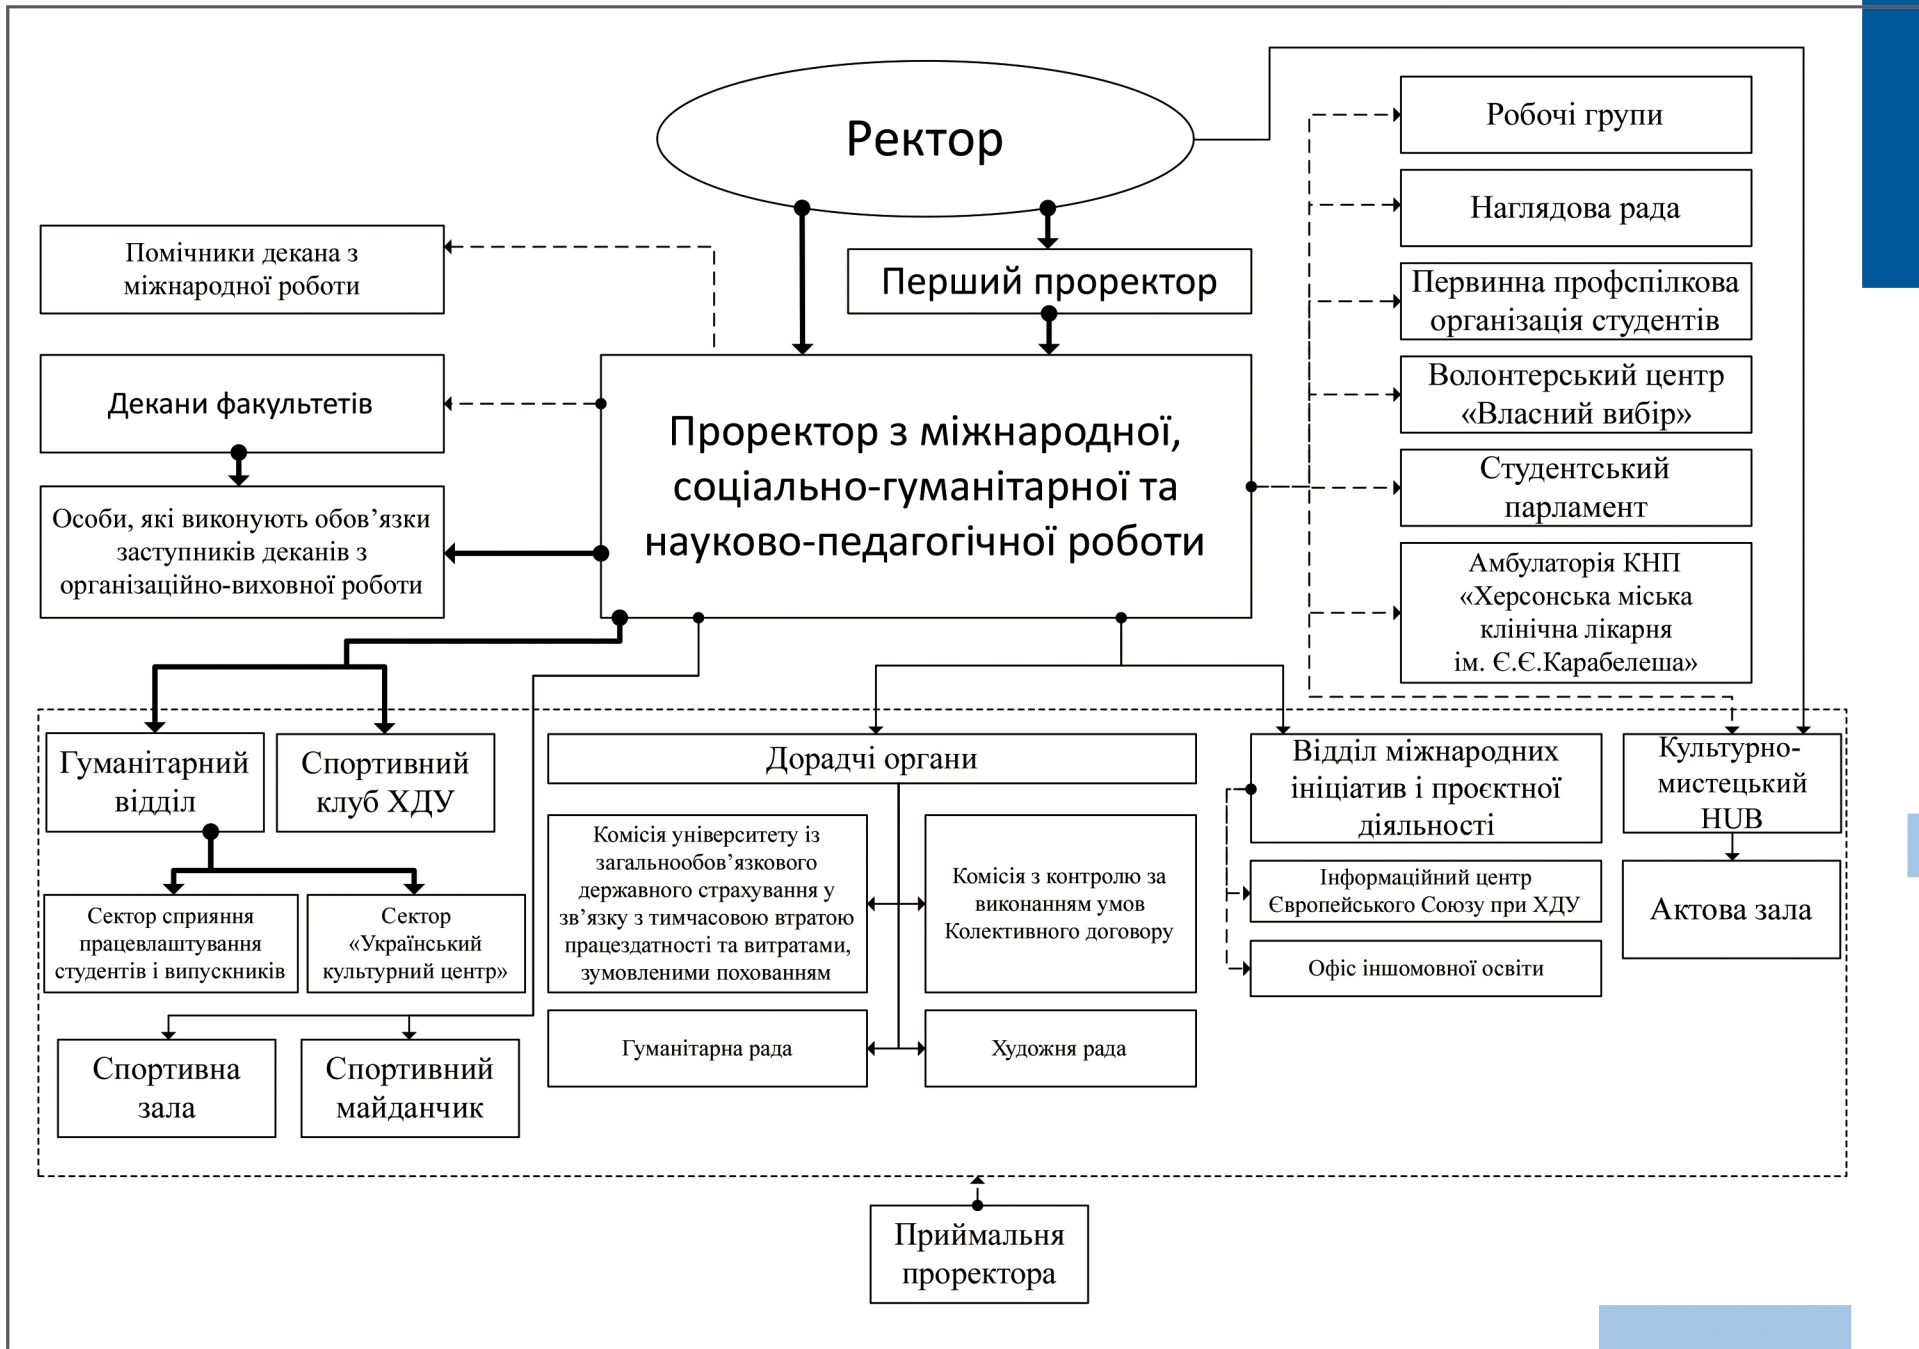 Ректор
Перший проректор
Проректор з міжнародної,
соціально-гуманітарної та
науково-педагогічної роботи
Помічники декана з
міжнародної роботи
Декани факультетів
Особи, які виконують обов’язки
заступників деканів з
організаційно-виховної роботи
Робочі групи
Наглядова рада
Первинна профспілкова
організація студентів
Волонтерський центр
«Власний вибір»
Студентський
парламент
Амбулаторія КНП
«Херсонська міська
клінічна лікарня
ім. Є.Є.Карабелеша»
Гуманітарний
відділ
Спортивний
клуб ХДУ
Сектор сприяння
працевлаштування
студентів і випускників
Сектор
«Український
культурний центр»
Спортивна
зала
Спортивний
майданчик
Дорадчі органи
Комісія університету із
загальнообов’язкового
державного страхування у
зв’язку з тимчасовою втратою
працездатності та витратами,
зумовленими похованням
Комісія з контролю за
виконанням умов
Колективного договору
Гуманітарна рада
Художня рада
Відділ міжнародних
ініціатив і проєктної
діяльності
Інформаційний центр
Європейського Союзу при ХДУ
Офіс іншомовної освіти
Культурно-
мистецький
HUB
Актова зала
Приймальня
проректора